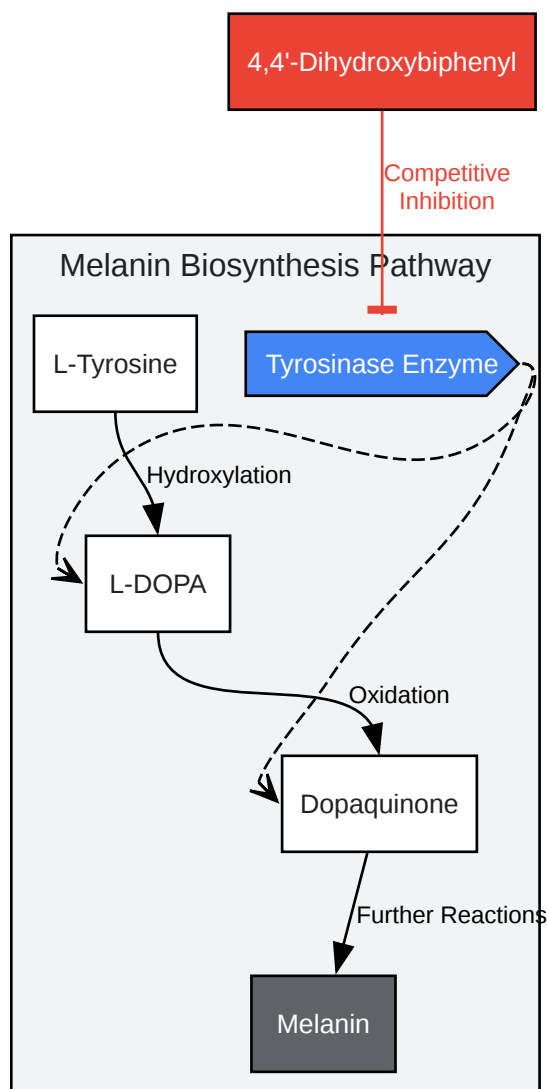 4,4'-Dihydroxybiphenyl
Competitive
Inhibition
Melanin Biosynthesis Pathway
L-Tyrosine
Tyrosinase Enzyme
Hydroxylation
L-DOPA
Oxidation
Dopaquinone
Further Reactions
Melanin